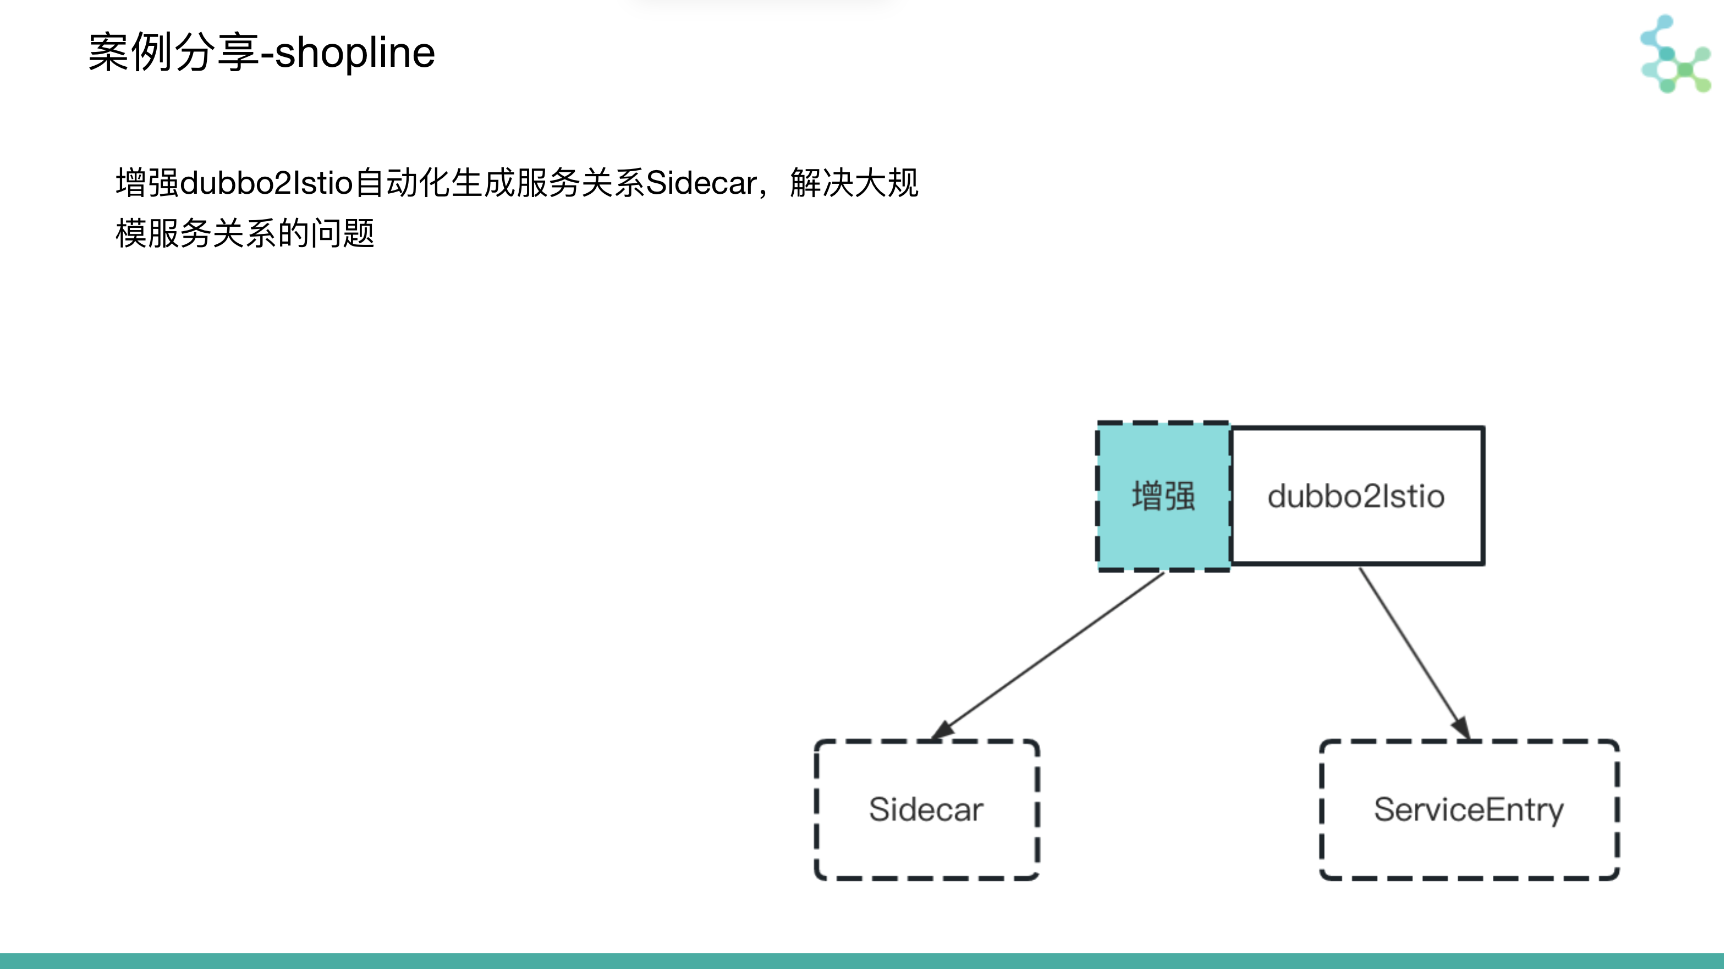 案例分享-shopline
增强dubbo2Istio自动化生成服务关系Sidecar，解决大规
模服务关系的问题
增强
dubbo2Istio
Sidecar
ServiceEntry